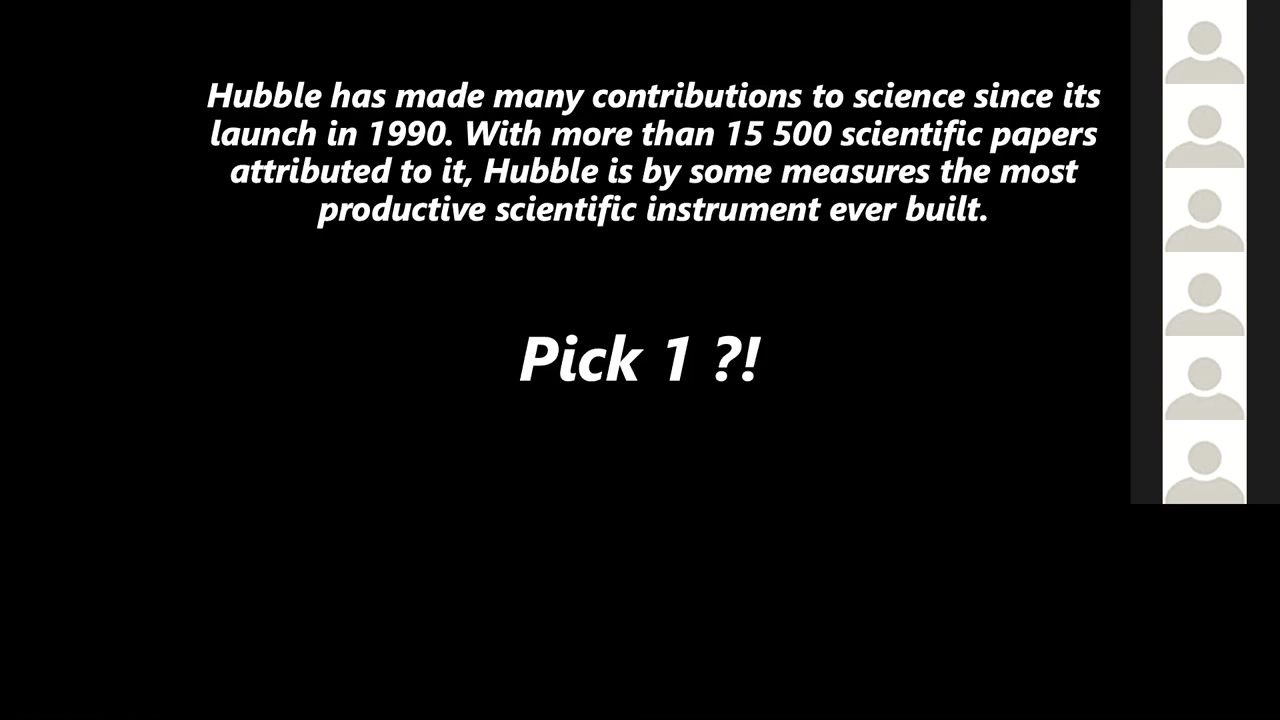 Hubble has made many contributions to science since its
launch in 1990. With more than 15 500 scientific papers
attributed to it, Hubble is by some measures the most
productive scientific instrument ever built.
Pick 1 ?!